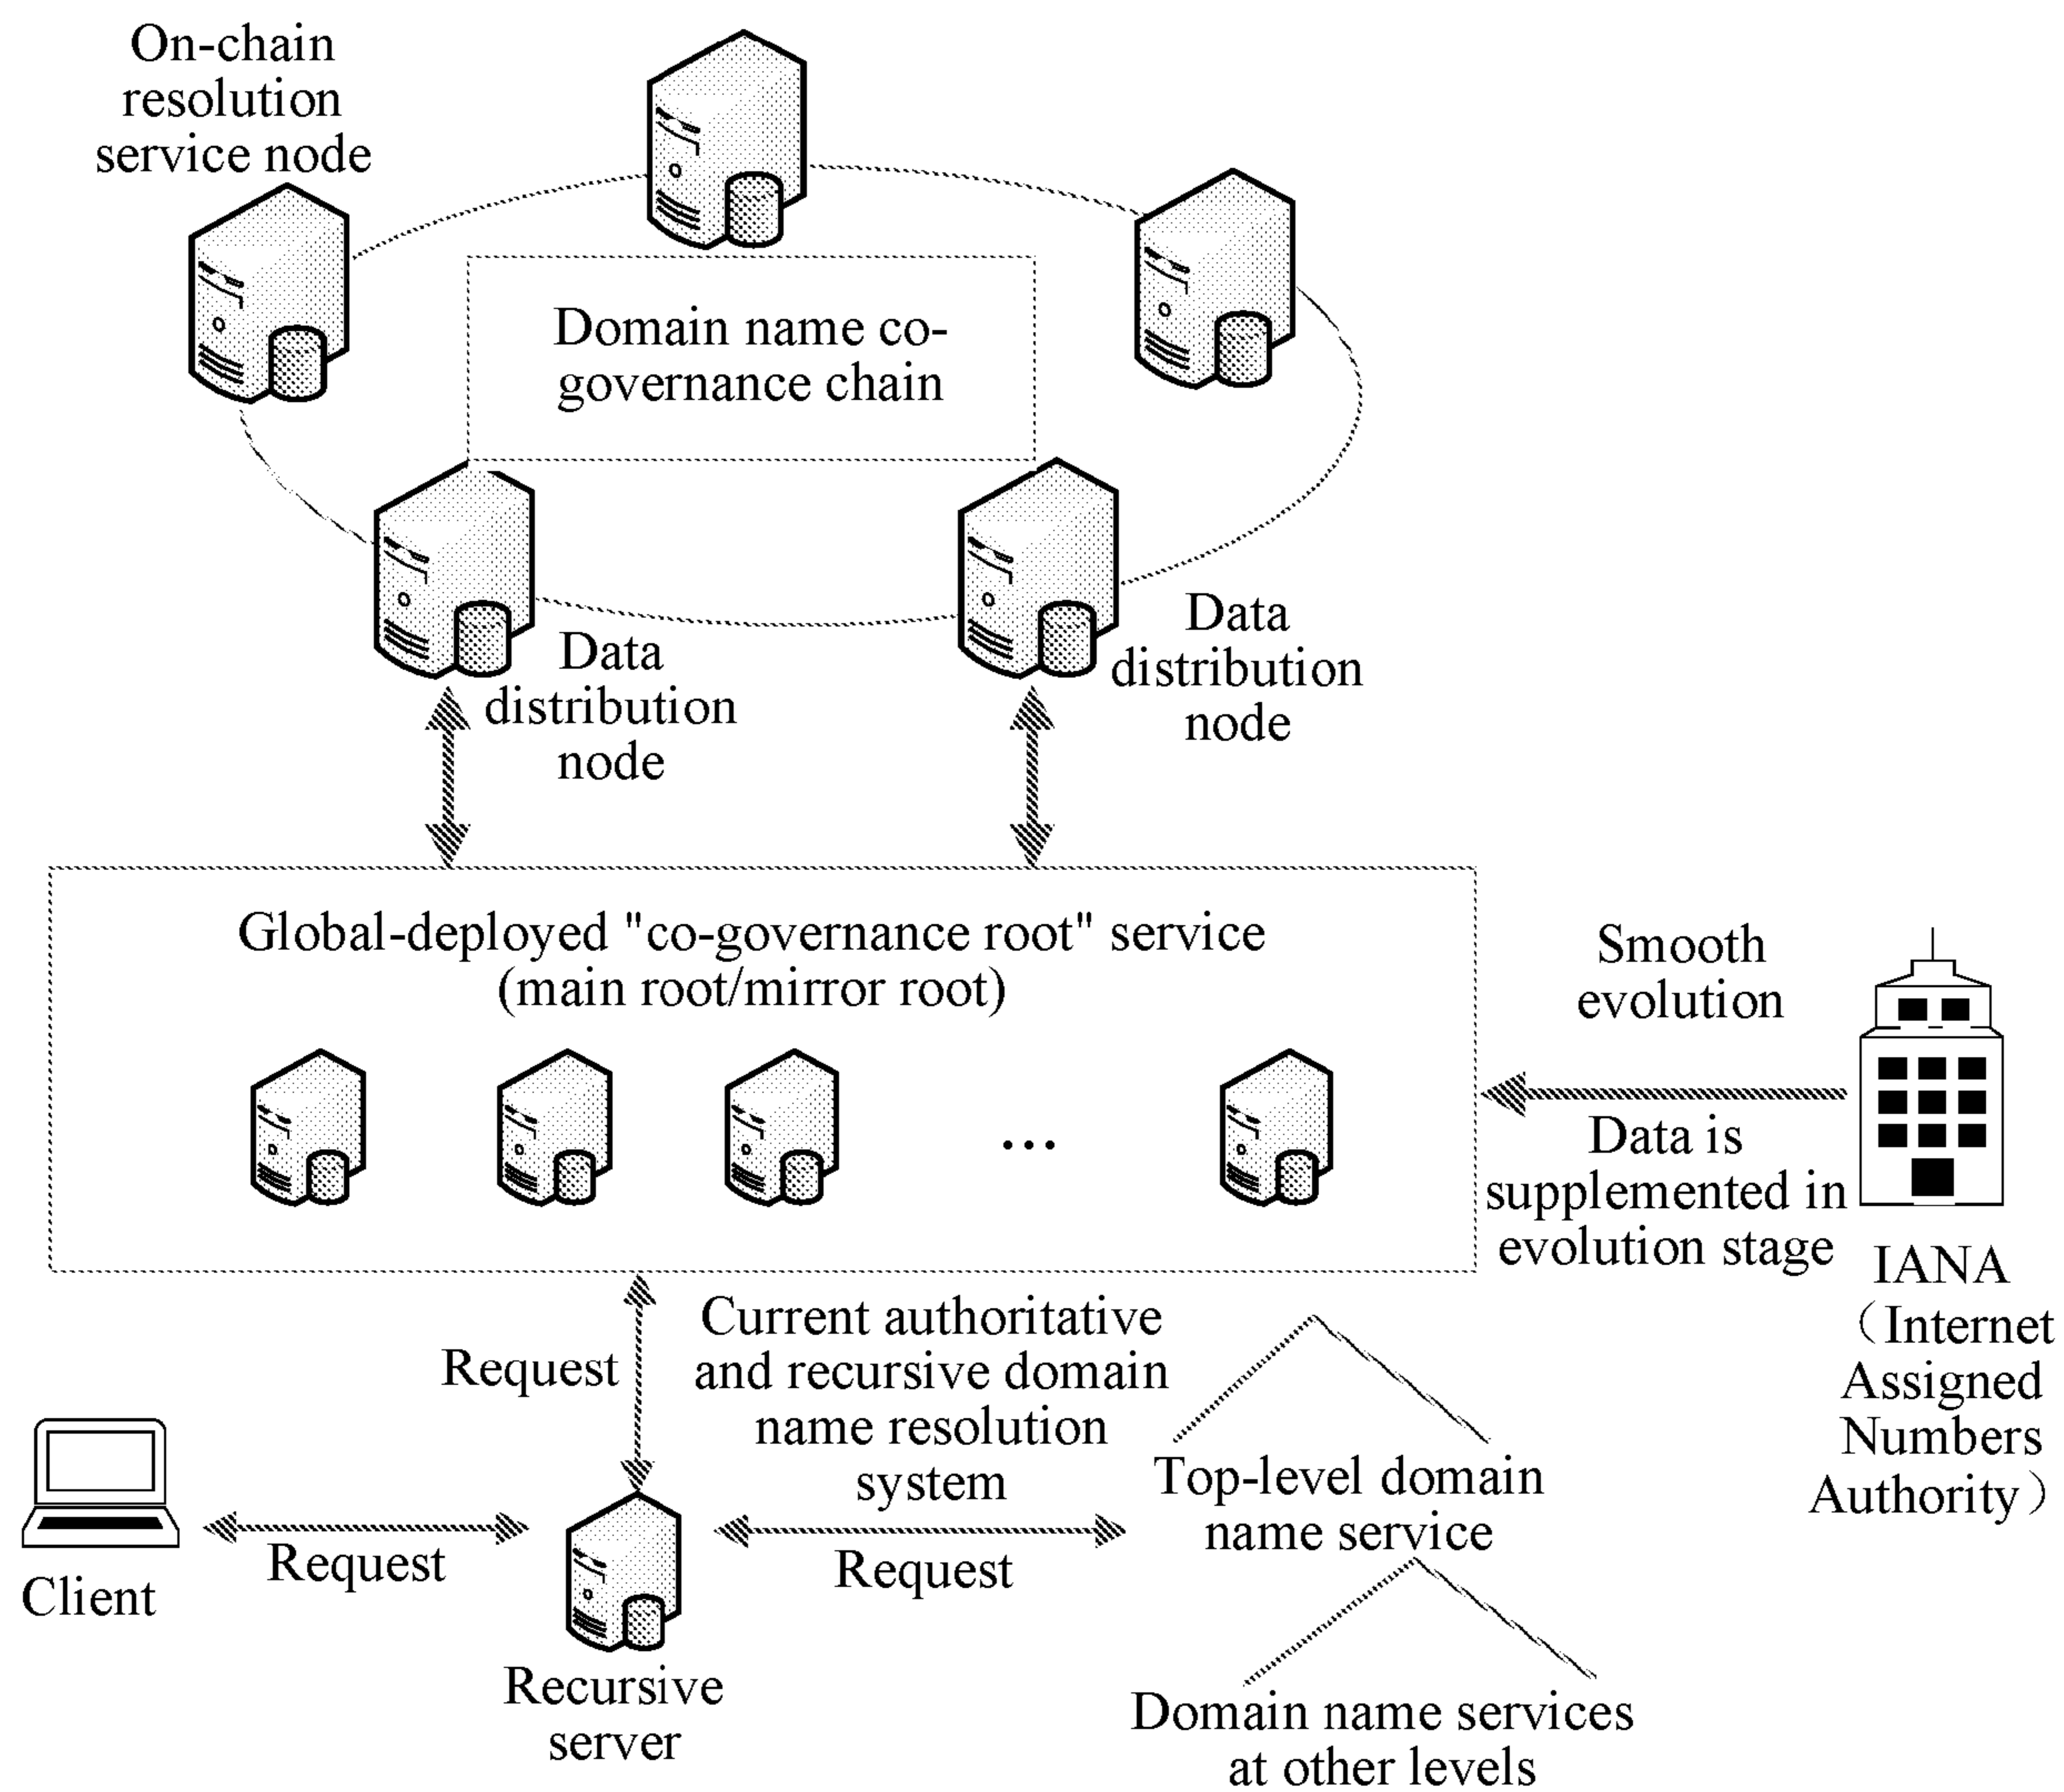 On-chain
resolution
service node
Domain name co-
governance chain
Data
distribution
node
Data
distribution
node
Global-deployed "co-governance root" service
(main root/mirror root)
...
Smooth
evolution
Data is
supplemented in
evolution stage
IANA
（Internet
Assigned
Numbers
Authority）
Request
Current authoritative
and recursive domain
name resolution
system
Client
Request
Recursive
server
Request
Top-level domain
name service
Domain name services
at other levels